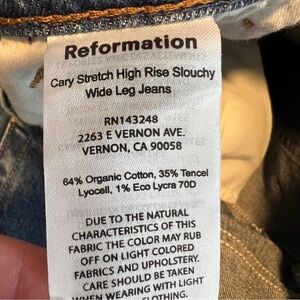 Reformation
Cary Stretch High Rise Slouchy
Wide Leg Jeans
RN143248
2263 E VERNON AVE.
VERNON, CA 90058
64% Organic Cotton, 35% Tencel
Lyocell, 1% Eco Lycra 70D
DUE TO THE NATURAL
CHARACTERISTICS OF THIS
FABRIC THE COLOR MAY RUB
OFF ON LIGHT COLORED
FABRICS AND UPHOLSTERY.
CARE SHOULD BE TAKEN
WHEN WEARING WITH LIGHT
CLOTHING.